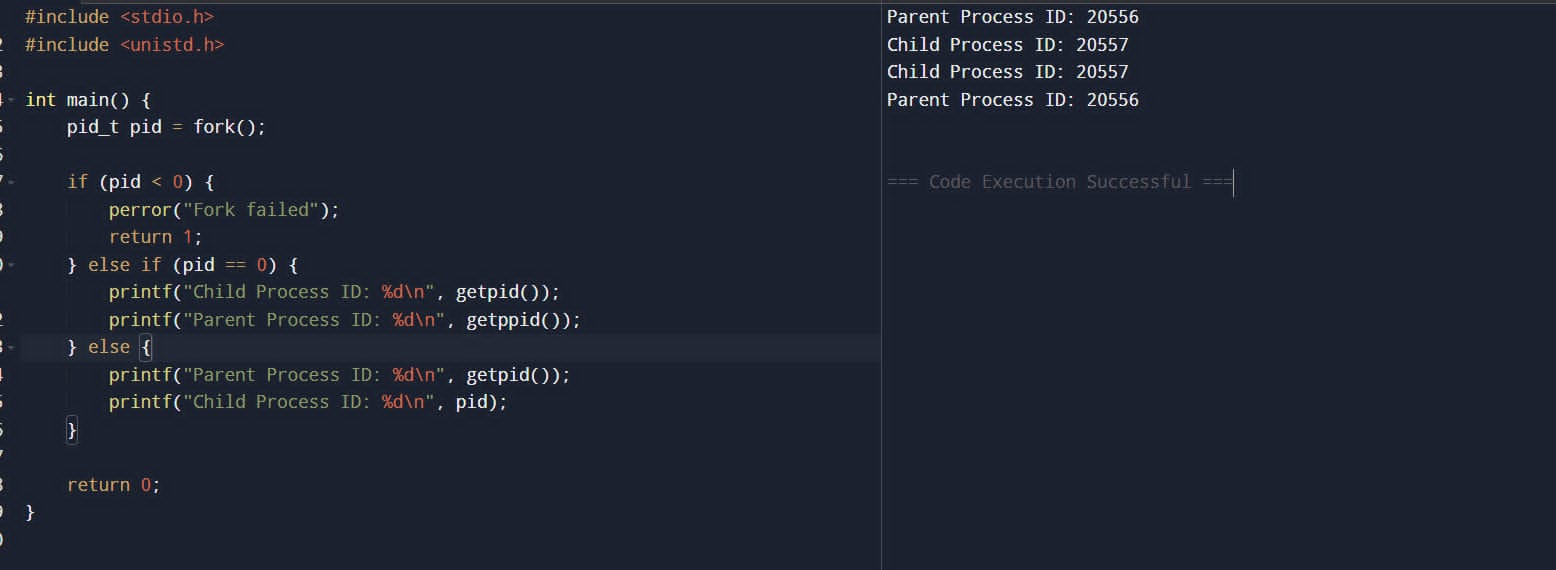 #include <stdio.h>
#include <unistd.h>
int main() {
    pid_t pid = fork();
    if (pid < 0) {
        perror("Fork failed");
        return 1;
    } else if (pid == 0) {
        printf("Child Process ID: %d\n", getpid());
        printf("Parent Process ID: %d\n", getppid());
    } else {
        printf("Parent Process ID: %d\n", getpid());
        printf("Child Process ID: %d\n", pid);
    }
    return 0;
}
Parent Process ID: 20556
Child Process ID: 20557
Child Process ID: 20557
Parent Process ID: 20556
=== Code Execution Successful ===